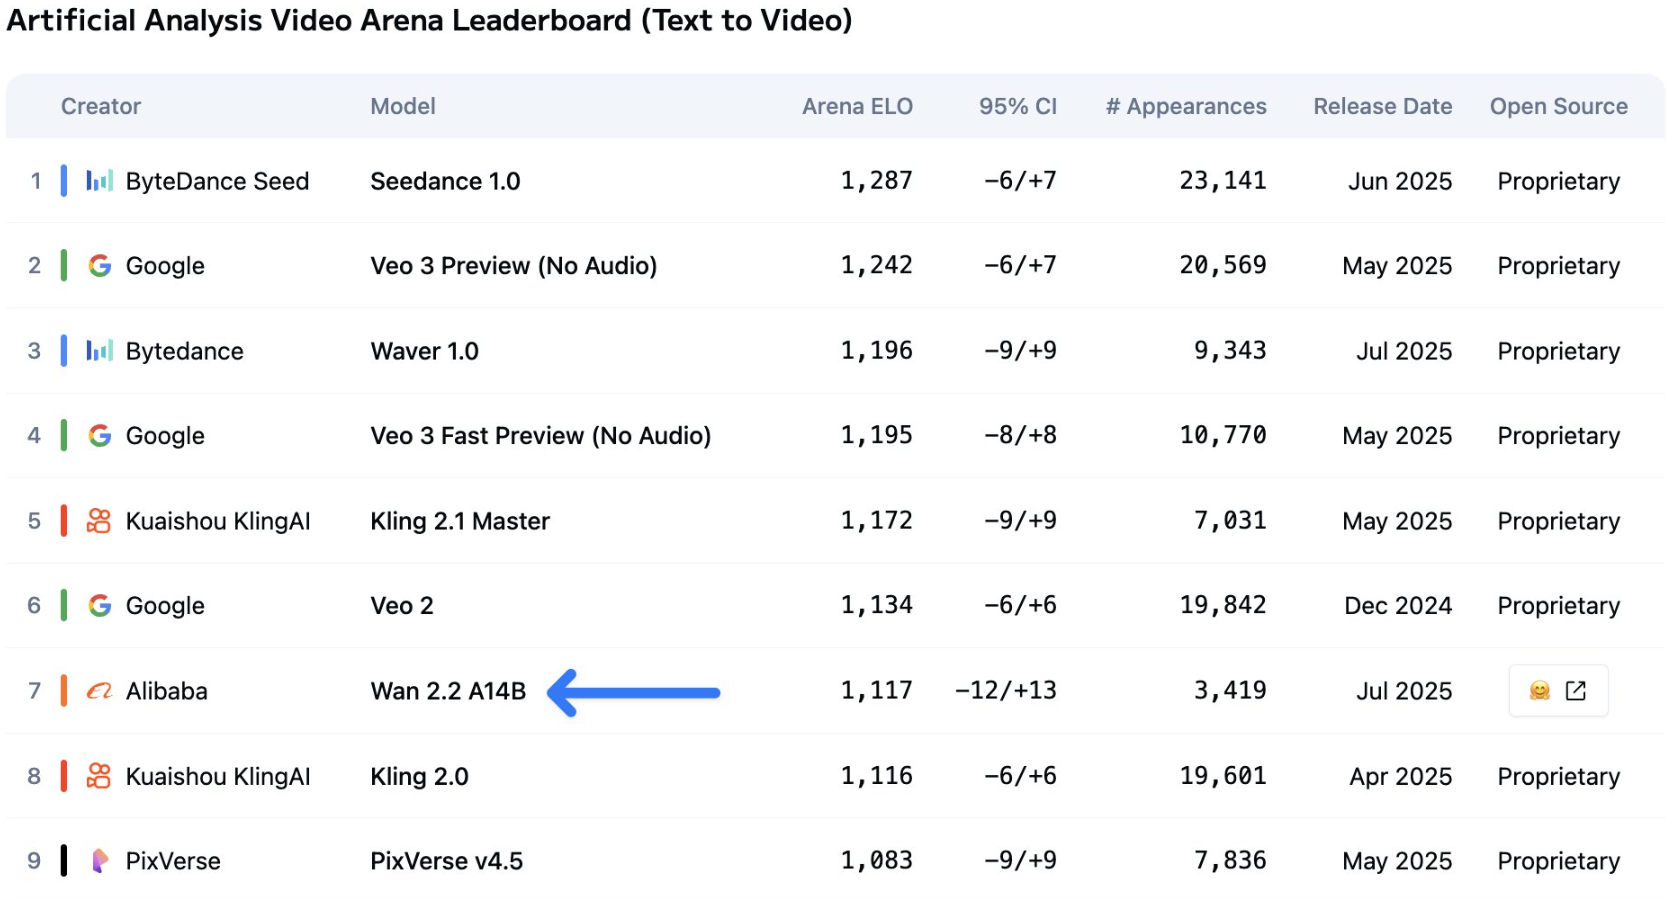 Artificial Analysis Video Arena Leaderboard (Text to Video)
Creator Model Arena ELO 95% CI # Appearances Release Date Open Source
1 ByteDance Seed Seedance 1.0 1,287 −6/+7 23,141 Jun 2025 Proprietary
2 Google Veo 3 Preview (No Audio) 1,242 −6/+7 20,569 May 2025 Proprietary
3 Bytedance Waver 1.0 1,196 −9/+9 9,343 Jul 2025 Proprietary
4 Google Veo 3 Fast Preview (No Audio) 1,195 −8/+8 10,770 May 2025 Proprietary
5 Kuaishou KlingAI Kling 2.1 Master 1,172 −9/+9 7,031 May 2025 Proprietary
6 Google Veo 2 1,134 −6/+6 19,842 Dec 2024 Proprietary
7 Alibaba Wan 2.2 A14B 1,117 −12/+13 3,419 Jul 2025
8 Kuaishou KlingAI Kling 2.0 1,116 −6/+6 19,601 Apr 2025 Proprietary
9 PixVerse PixVerse v4.5 1,083 −9/+9 7,836 May 2025 Proprietary